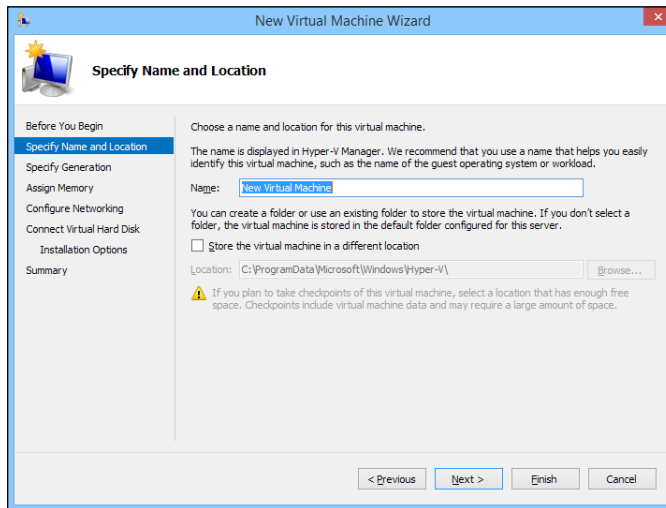 New Virtual Machine Wizard
Specify Name and Location
Before You Begin
Specify Name and Location
Specify Generation
Assign Memory
Configure Networking
Connect Virtual Hard Disk
Installation Options
Summary
Choose a name and location for this virtual machine.
The name is displayed in Hyper-V Manager. We recommend that you use a name that helps you easily
identify this virtual machine, such as the name of the guest operating system or workload.
Name: New Virtual Machine
You can create a folder or use an existing folder to store the virtual machine. If you don't select a
folder, the virtual machine is stored in the default folder configured for this server.
Store the virtual machine in a different location
Location: C:\ProgramData\Microsoft\Windows\Hyper-V\ Browse...
If you plan to take checkpoints of this virtual machine, select a location that has enough free
space. Checkpoints include virtual machine data and may require a large amount of space.
< Previous Next > Finish Cancel